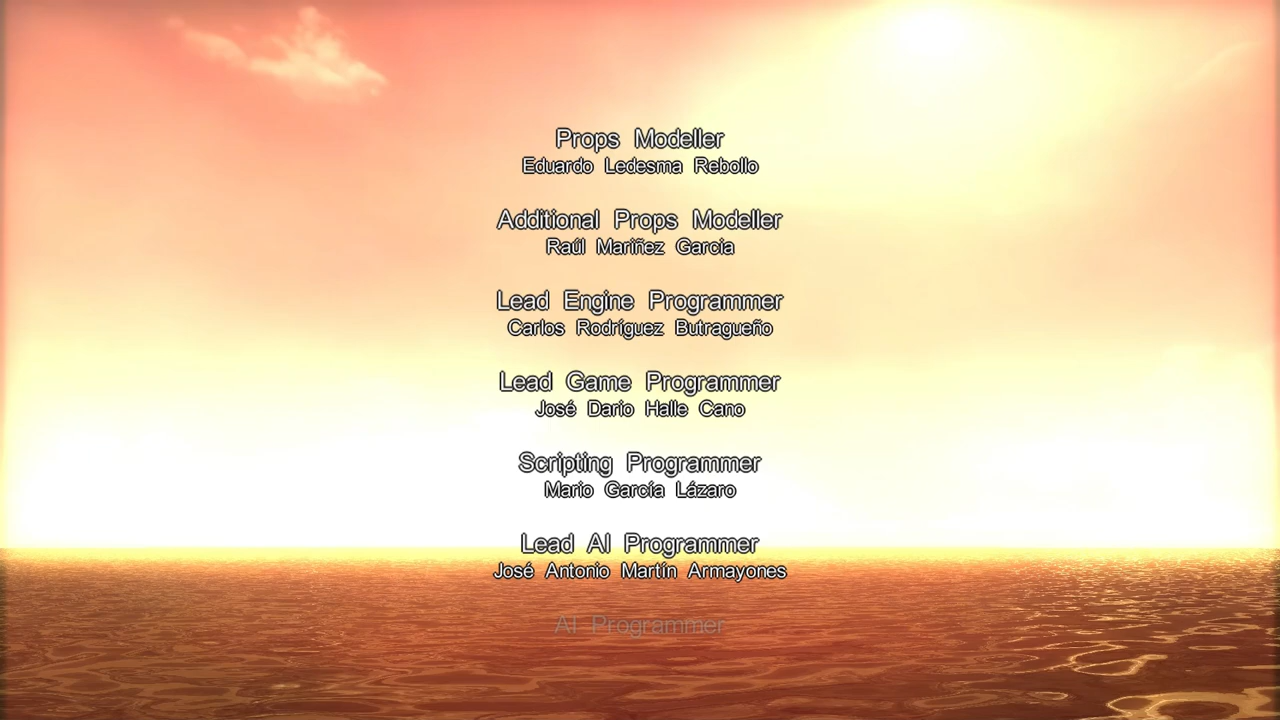 Props Modeller
Eduardo Ledesma Rebollo
Additional Props Modeller
Raúl Mariñez Garcia
Lead Engine Programmer
Carlos Rodríguez Butragueño
Lead Game Programmer
José Dario Halle Cano
Scripting Programmer
Mario García Lázaro
Lead AI Programmer
José Antonio Martín Armayones
AI Programmer